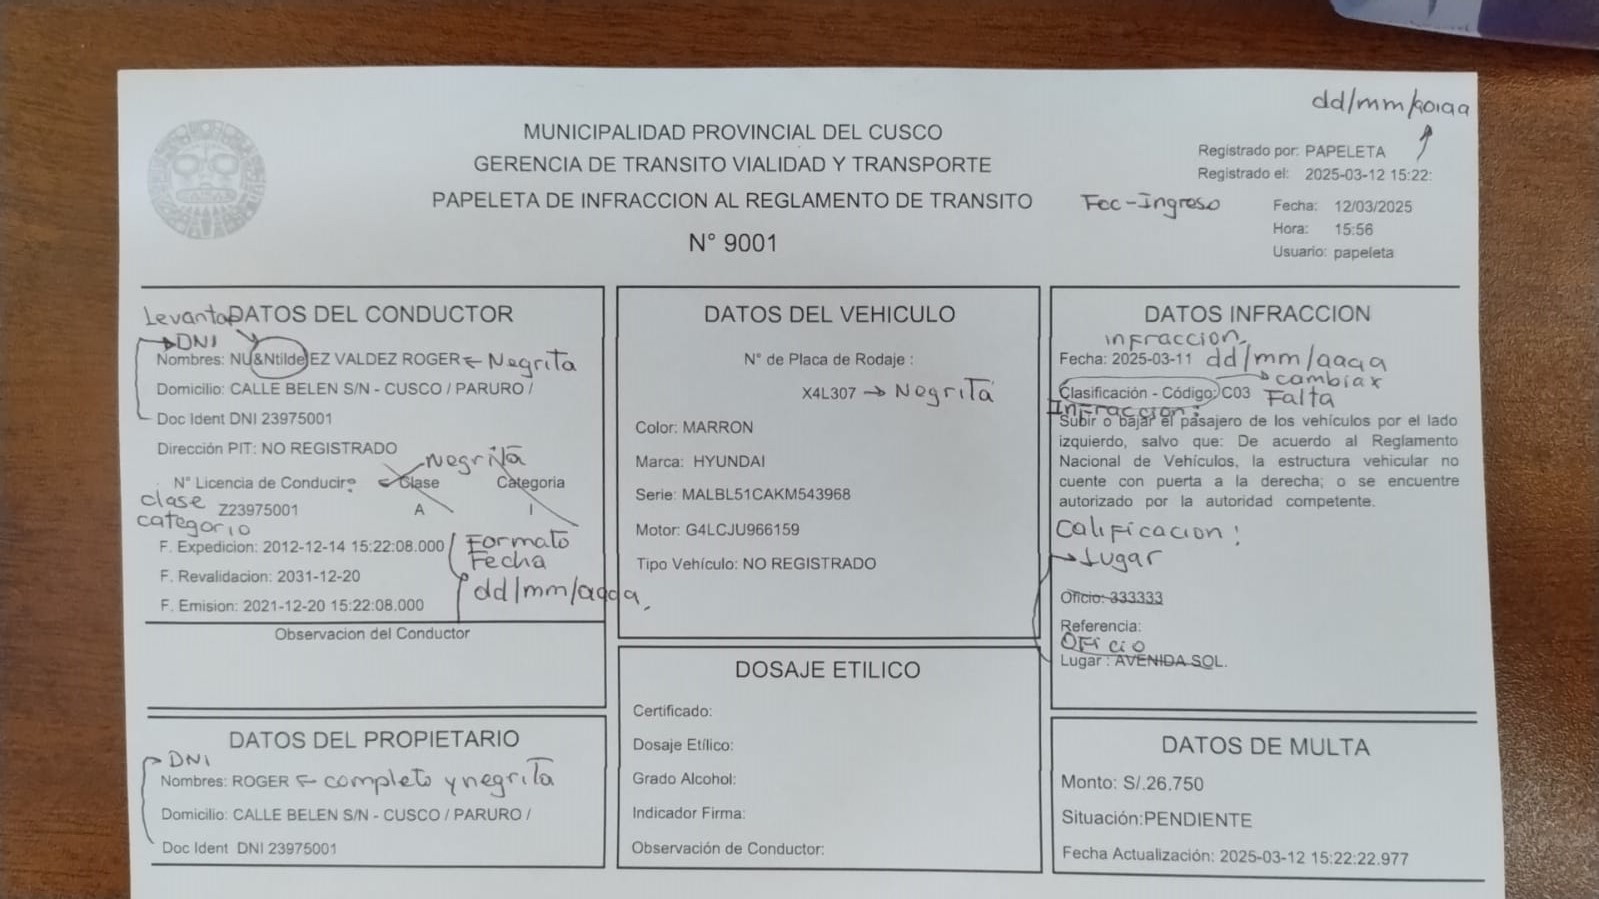 dd/mm/aaaa
MUNICIPALIDAD PROVINCIAL DEL CUSCO
GERENCIA DE TRANSITO VIALIDAD Y TRANSPORTE
PAPELETA DE INFRACCION AL REGLAMENTO DE TRANSITO
N° 9001
Registrado por: PAPELETA
Registrado el: 2025-03-12 15:22:
Fec-Ingreso
Fecha: 12/03/2025
Hora: 15:56
Usuario: papeleta
Levanta DATOS DEL CONDUCTOR
DNI
Nombres: NU&NtildeEZ VALDEZ ROGER ← Negrita
Domicilio: CALLE BELEN S/N - CUSCO / PARURO /
Doc Ident DNI 23975001
Dirección PIT: NO REGISTRADO
negrita
N° Licencia de Conducir: Clase Categoria
clase Z23975001 A I
categorio
F. Expedicion: 2012-12-14 15:22:08.000
F. Revalidacion: 2031-12-20
F. Emision: 2021-12-20 15:22:08.000
Formato
Fecha
dd/mm/aaaa.
Observacion del Conductor
DATOS DEL PROPIETARIO
DNI
Nombres: ROGER ← completo y negrita
Domicilio: CALLE BELEN S/N - CUSCO / PARURO /
Doc Ident DNI 23975001
DATOS DEL VEHICULO
N° de Placa de Rodaje :
X4L307 → Negrita
Color: MARRON
Marca: HYUNDAI
Serie: MALBL51CAKM543968
Motor: G4LCJU966159
Tipo Vehículo: NO REGISTRADO
DOSAJE ETILICO
Certificado:
Dosaje Etílico:
Grado Alcohol:
Indicador Firma:
Observación de Conductor:
DATOS INFRACCION
infraccion.
Fecha: 2025-03-11 dd/mm/aaaa
→ cambiax
Clasificación - Código: C03 Falta
Infraccion:
Subir o bajar el pasajero de los vehículos por el lado
izquierdo, salvo que: De acuerdo al Reglamento
Nacional de Vehículos, la estructura vehicular no
cuente con puerta a la derecha; o se encuentre
autorizado por la autoridad competente.
Calificacion:
→ Lugar
Oficio: 333333
Referencia:
OFicio
Lugar : AVENIDA SOL.
DATOS DE MULTA
Monto: S/.26.750
Situación:PENDIENTE
Fecha Actualización: 2025-03-12 15:22:22.977